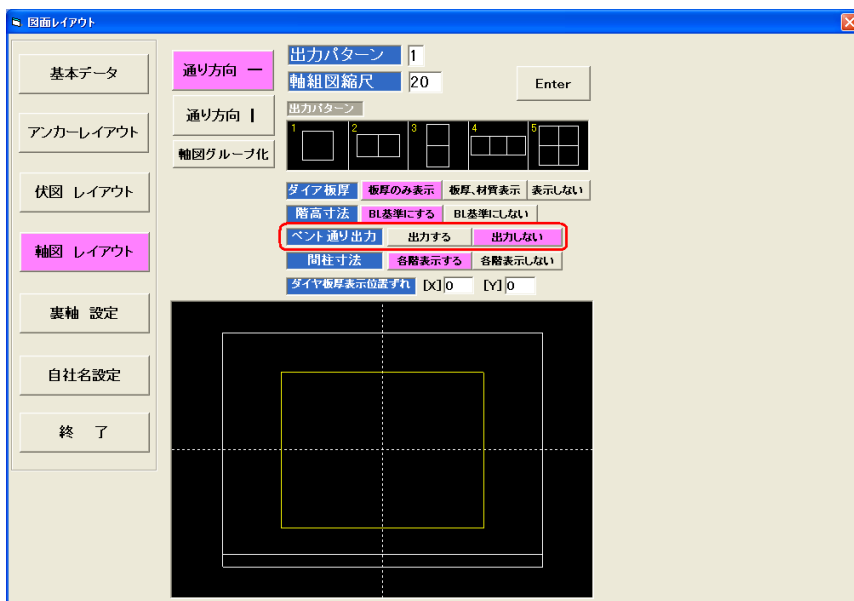 図面レイアウト
基本データ
アンカーレイアウト
伏図 レイアウト
軸図 レイアウト
裏軸 設定
自社名設定
終 了
通り方向 ー
通り方向 |
軸図グループ化
出力パターン 1
軸組図縮尺 20
Enter
出力パターン
1 2 3 4 5
ダイア板厚 板厚のみ表示 板厚、材質表示 表示しない
階高寸法 BL基準にする BL基準にしない
ベント通り出力 出力する 出力しない
間柱寸法 各階表示する 各階表示しない
ダイヤ板厚表示位置ずれ [X] 0 [Y] 0